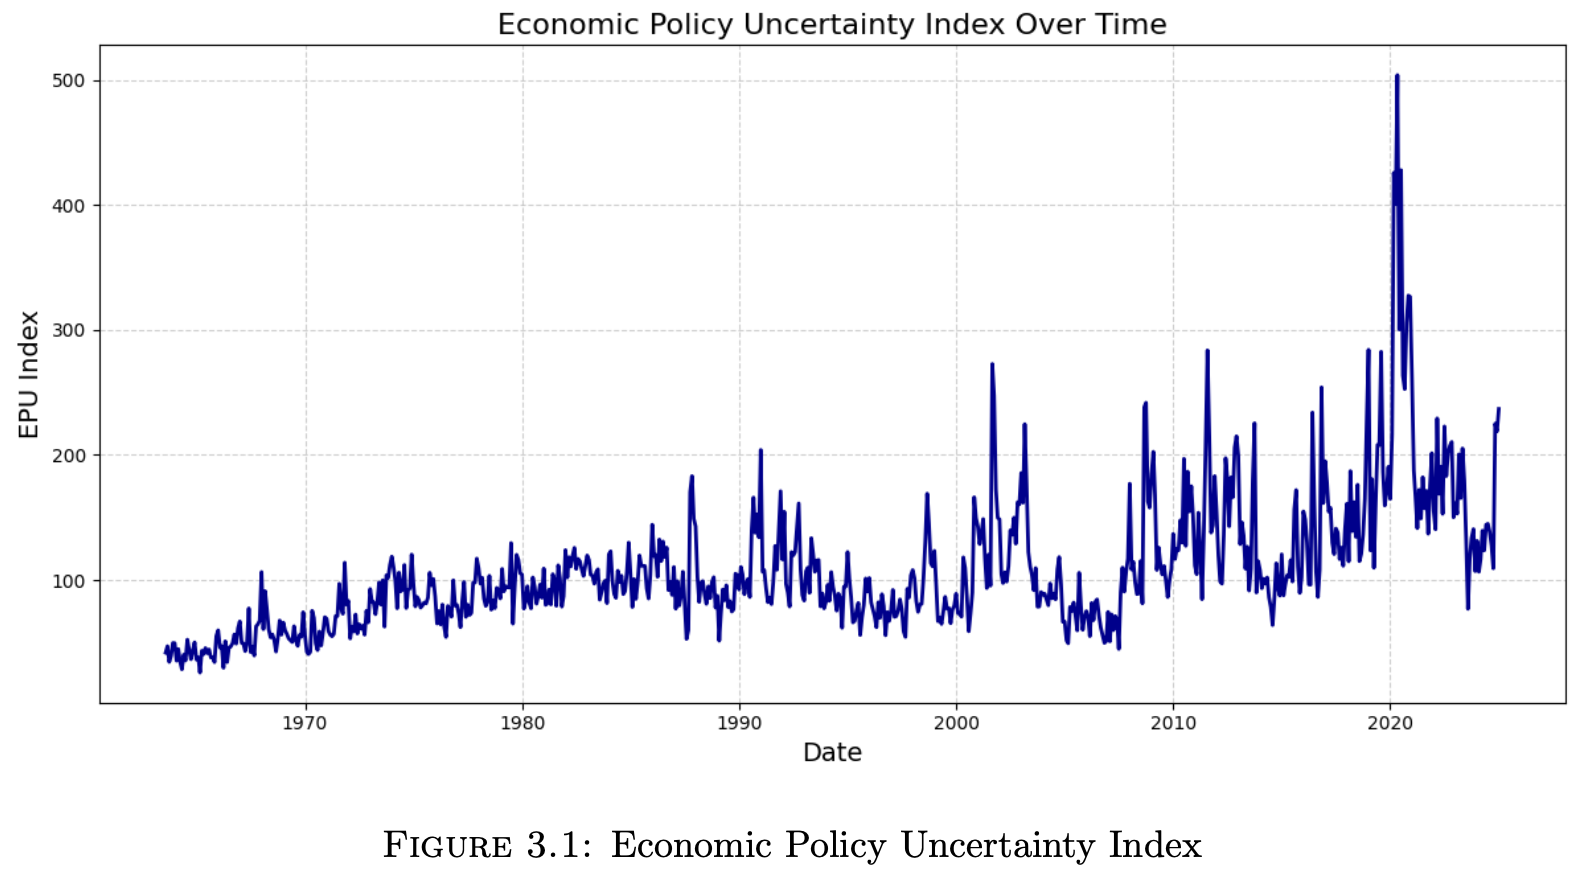 Economic Policy Uncertainty Index Over Time
EPU Index
500
400
300
200
100
1970 1980 1990 2000 2010 2020
Date
Figure 3.1: Economic Policy Uncertainty Index